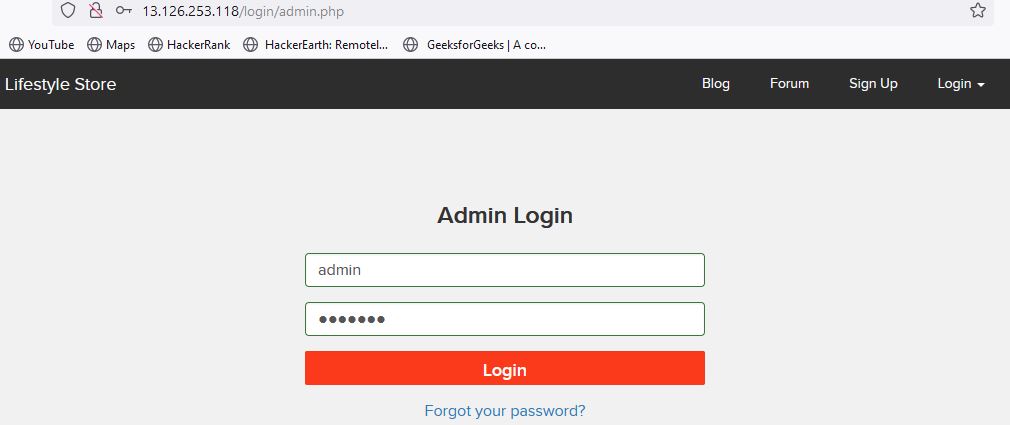 13.126.253.118/login/admin.php
YouTube Maps HackerRank HackerEarth: Remotel... GeeksforGeeks | A co...
Lifestyle Store Blog Forum Sign Up Login
Admin Login
admin
•••••••
Login
Forgot your password?